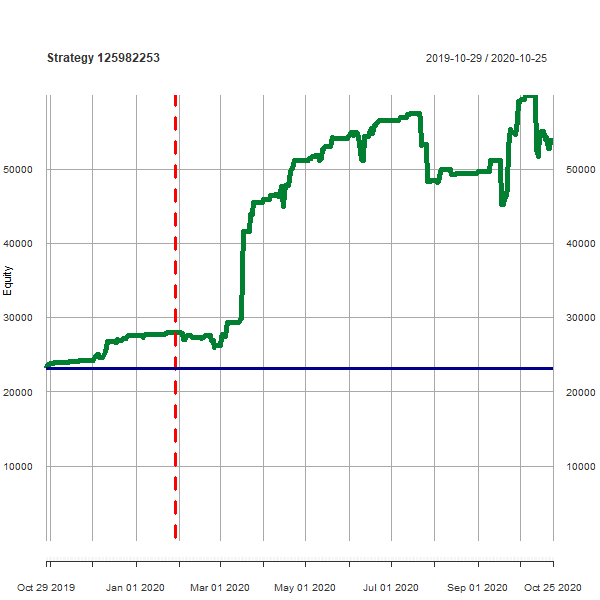 Strategy 125982253
2019-10-29 / 2020-10-25
50000
50000
40000
40000
Equity
30000
30000
20000
20000
10000
10000
Oct 29 2019
Jan 01 2020
Mar 01 2020
May 01 2020
Jul 01 2020
Sep 01 2020
Oct 25 2020